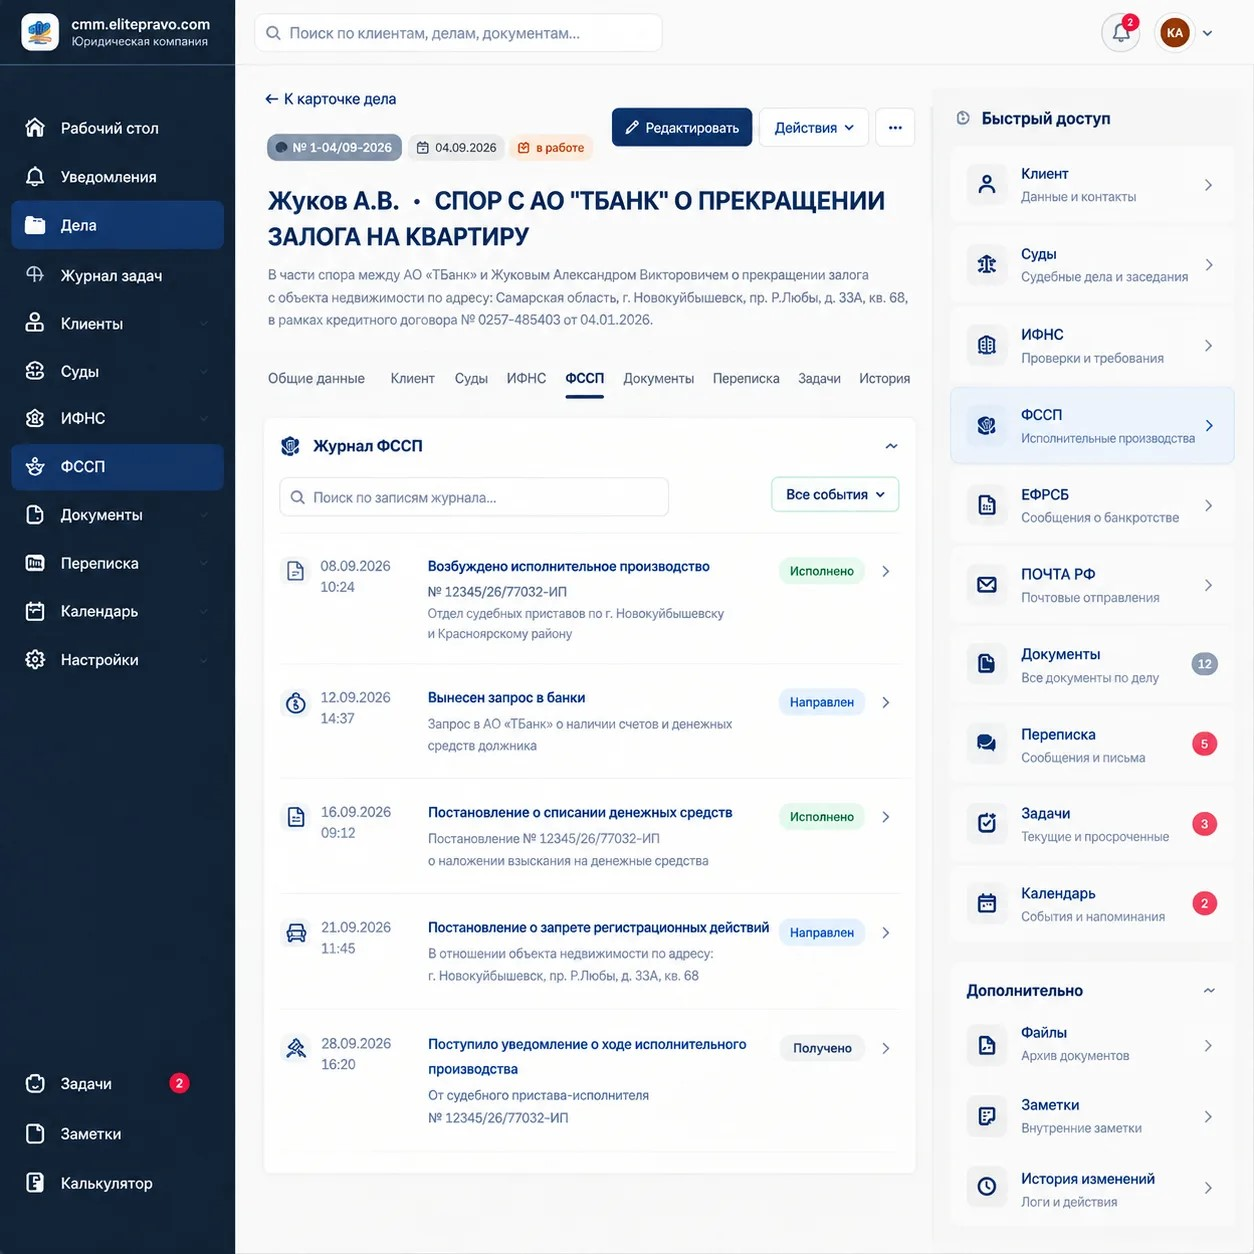 cmm.elitepravo.com
Юридическая компания
Рабочий стол
Уведомления
Дела
Журнал задач
Клиенты
Суды
ИФНС
ФССП
Документы
Переписка
Календарь
Настройки
Задачи
2
Заметки
Калькулятор
Поиск по клиентам, делам, документам...
2
КА
← К карточке дела
Редактировать
Действия
№ 1-04/09-2026
04.09.2026
в работе
Жуков А.В. · СПОР С АО "ТБАНК" О ПРЕКРАЩЕНИИ
ЗАЛОГА НА КВАРТИРУ
В части спора между АО «ТБанк» и Жуковым Александром Викторовичем о прекращении залога
с объекта недвижимости по адресу: Самарская область, г. Новокуйбышевск, пр. Р.Любы, д. 33А, кв. 68,
в рамках кредитного договора № 0257-485403 от 04.01.2026.
Общие данные
Клиент
Суды
ИФНС
ФССП
Документы
Переписка
Задачи
История
Журнал ФССП
Поиск по записям журнала...
Все события
08.09.2026
10:24
Возбуждено исполнительное производство
№ 12345/26/77032-ИП
Отдел судебных приставов по г. Новокуйбышевску
и Красноярскому району
Исполнено
12.09.2026
14:37
Вынесен запрос в банки
Запрос в АО «ТБанк» о наличии счетов и денежных
средств должника
Направлен
16.09.2026
09:12
Постановление о списании денежных средств
Постановление № 12345/26/77032-ИП
о наложении взыскания на денежные средства
Исполнено
21.09.2026
11:45
Постановление о запрете регистрационных действий
В отношении объекта недвижимости по адресу:
г. Новокуйбышевск, пр. Р.Любы, д. 33А, кв. 68
Направлен
28.09.2026
16:20
Поступило уведомление о ходе исполнительного
производства
От судебного пристава-исполнителя
№ 12345/26/77032-ИП
Получено
Быстрый доступ
Клиент
Данные и контакты
Суды
Судебные дела и заседания
ИФНС
Проверки и требования
ФССП
Исполнительные производства
ЕФРСБ
Сообщения о банкротстве
ПОЧТА РФ
Почтовые отправления
Документы
Все документы по делу
12
Переписка
Сообщения и письма
5
Задачи
Текущие и просроченные
3
Календарь
События и напоминания
2
Дополнительно
Файлы
Архив документов
Заметки
Внутренние заметки
История изменений
Логи и действия